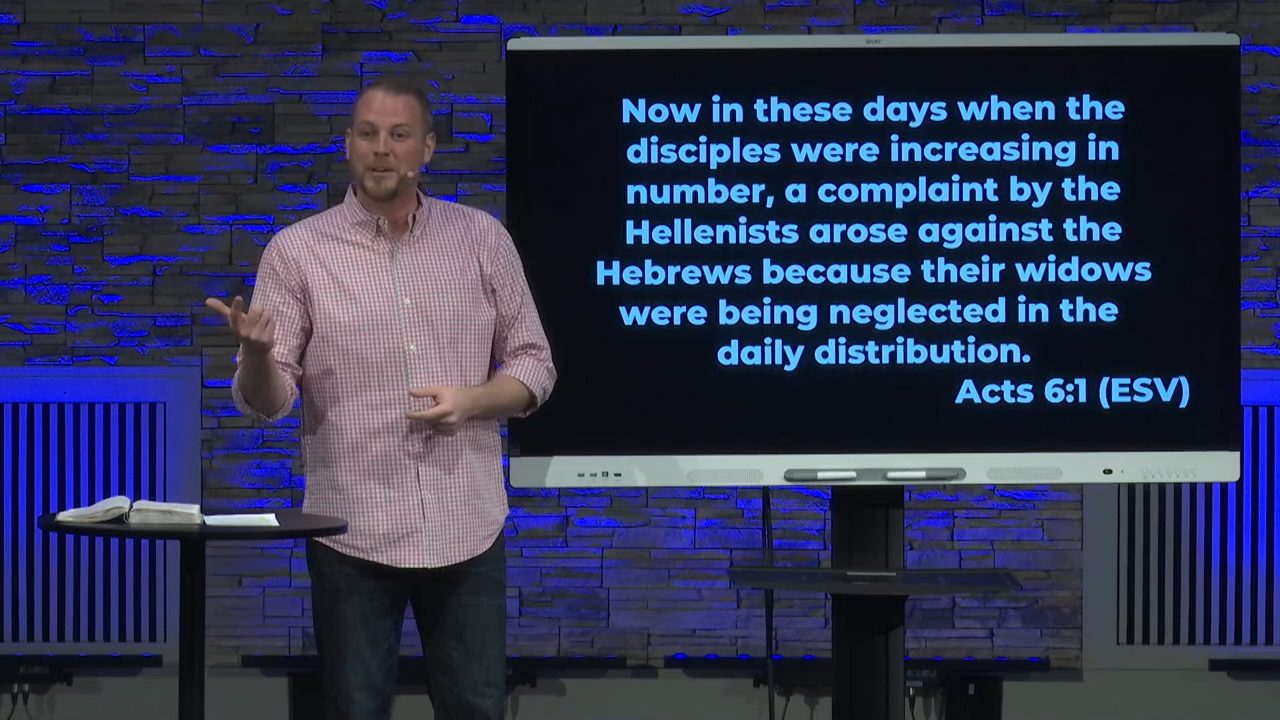 SMART
Now in these days when the
disciples were increasing in
number, a complaint by the
Hellenists arose against the
Hebrews because their widows
were being neglected in the
daily distribution.
Acts 6:1 (ESV)